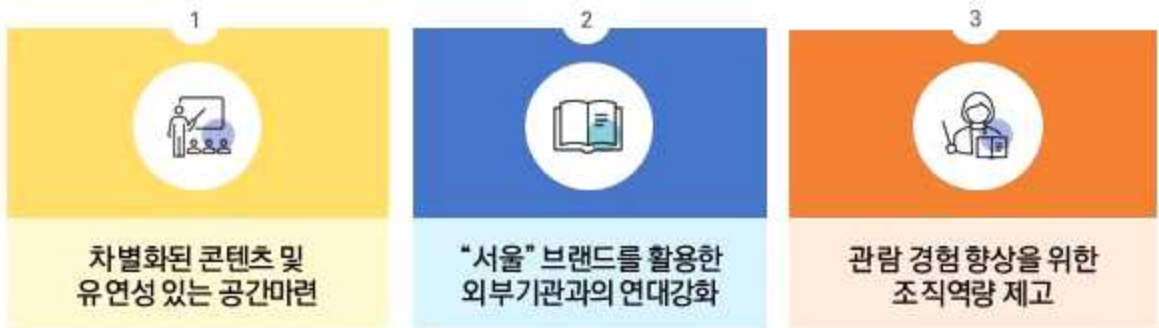 1
차별화된 콘텐츠 및
유연성 있는 공간마련
2
“서울” 브랜드를 활용한
외부기관과의 연대강화
3
관람 경험 향상을 위한
조직역량 제고